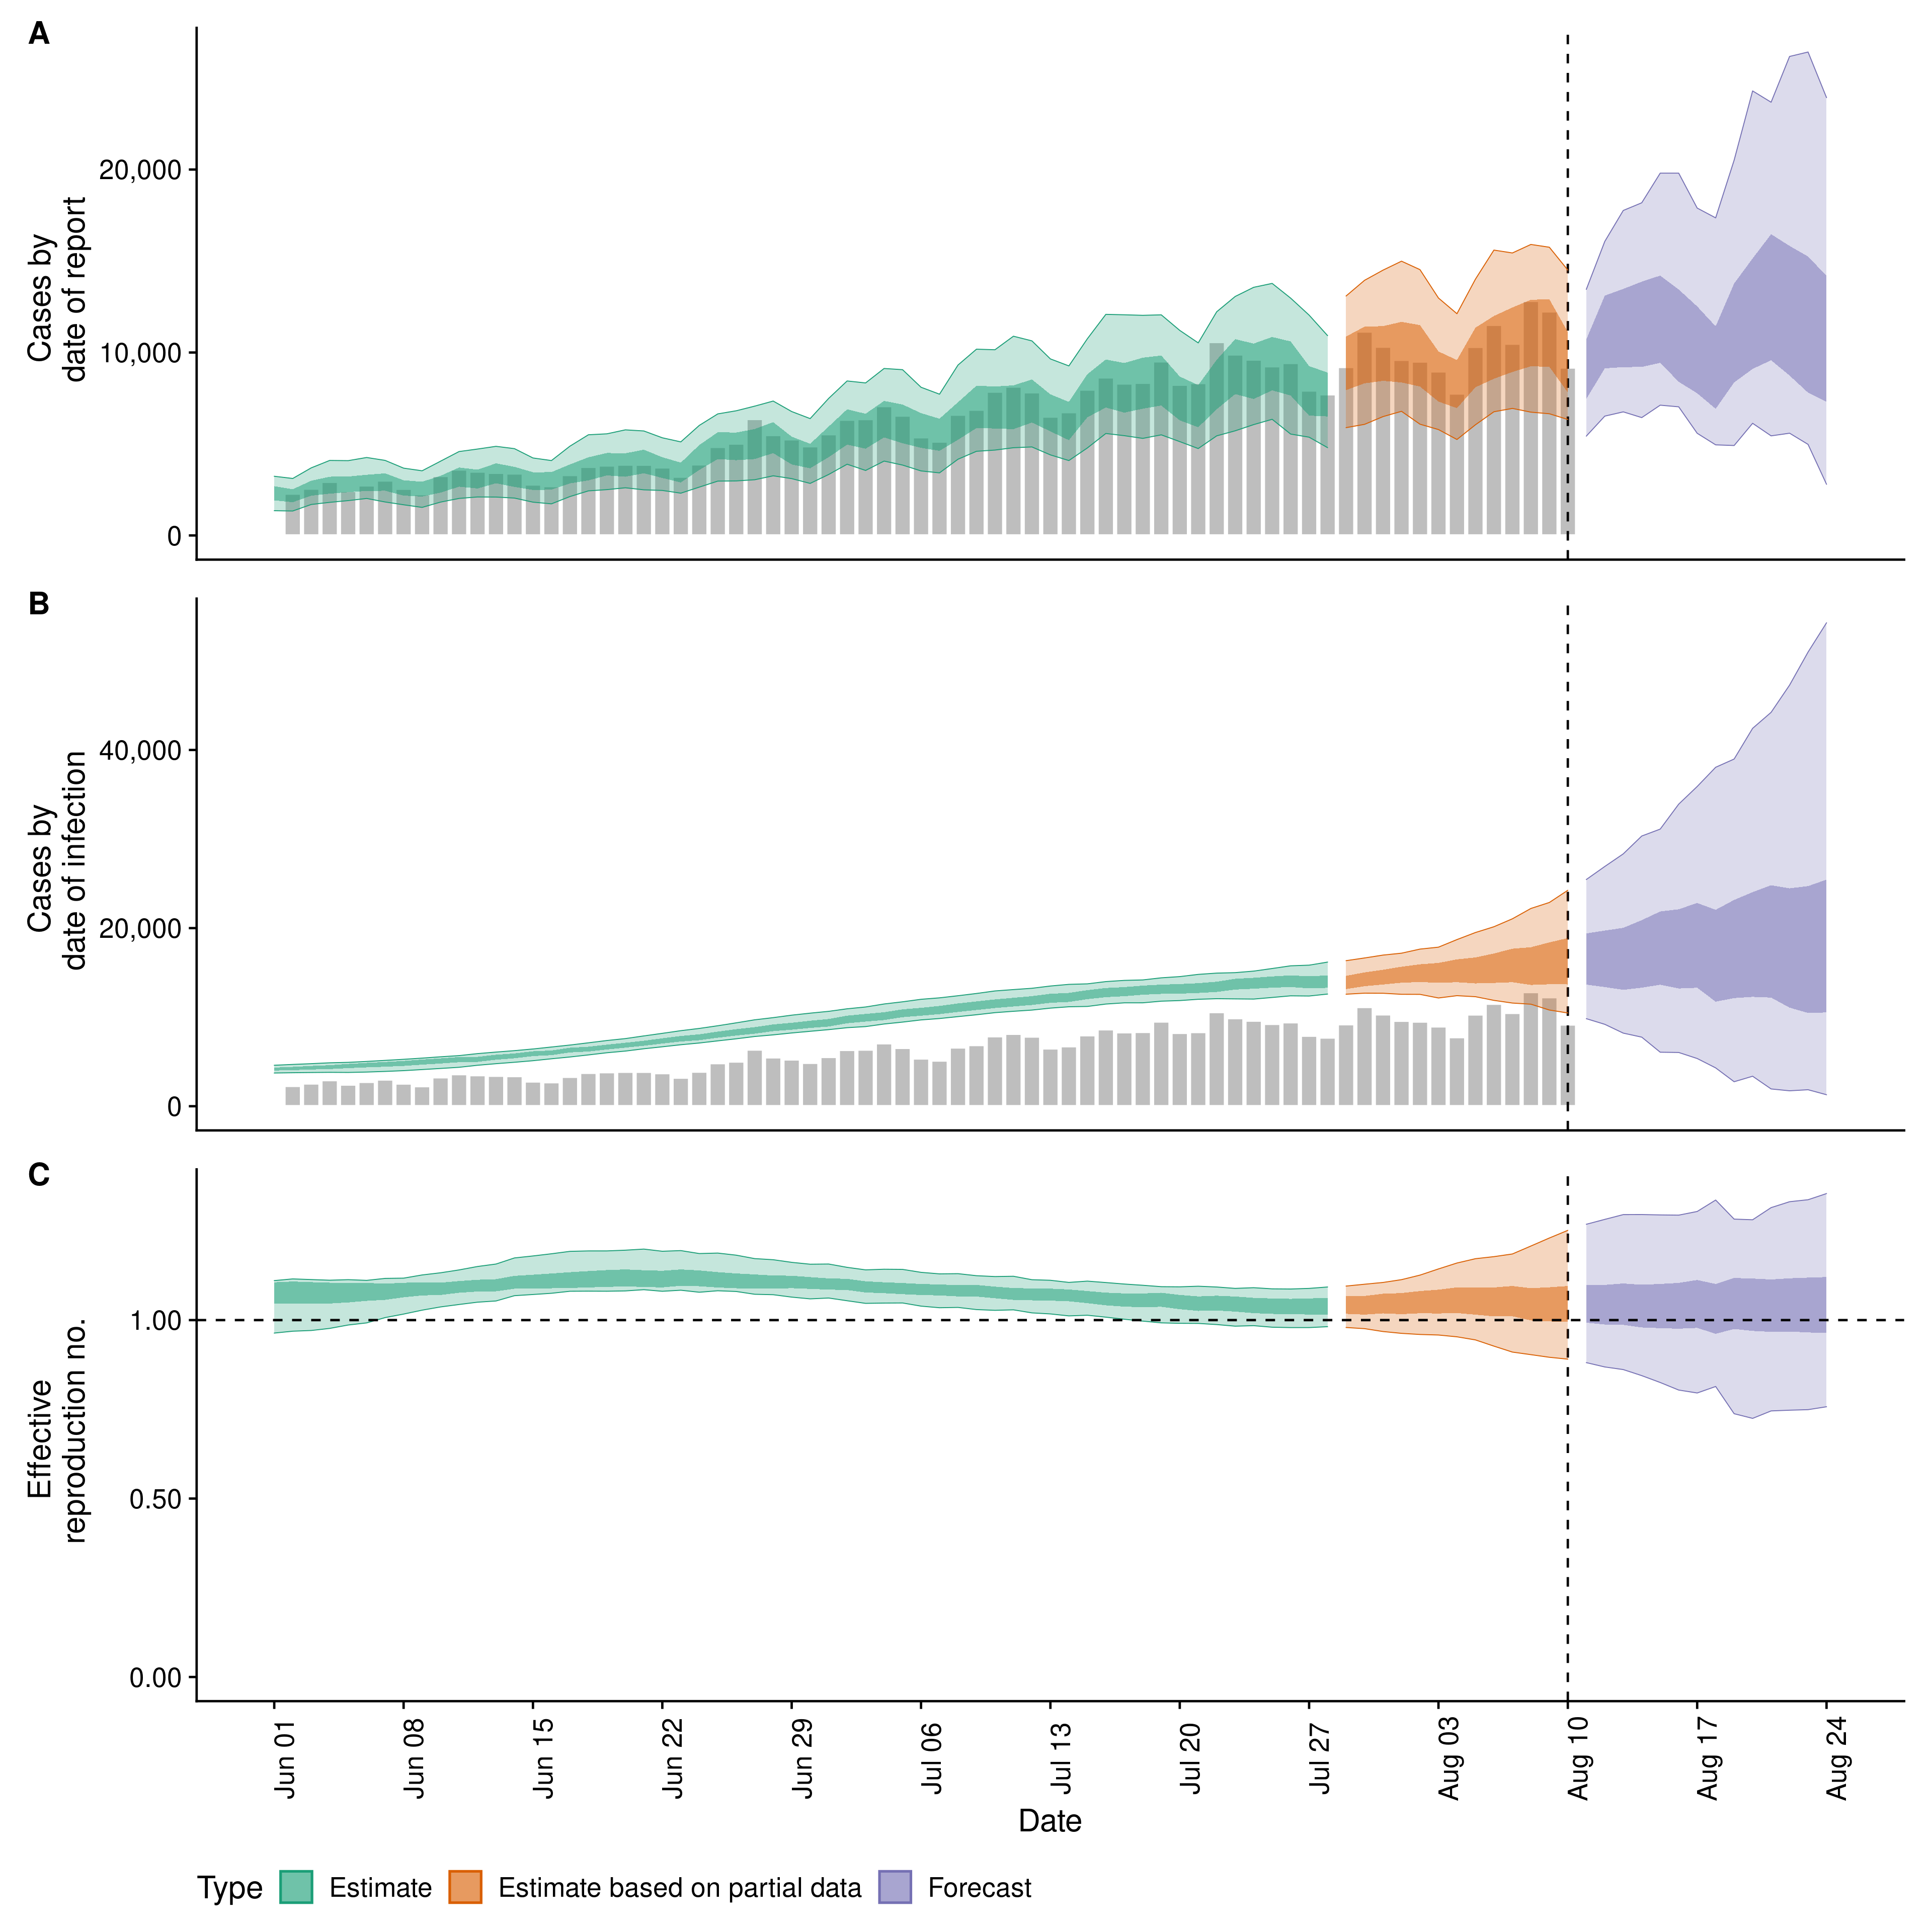 A
Cases by
date of report
20,000
10,000
0
B
Cases by
date of infection
40,000
20,000
0
C
Effective
reproduction no.
1.00
0.50
0.00
Jun 01
Jun 08
Jun 15
Jun 22
Jun 29
Jul 06
Jul 13
Jul 20
Jul 27
Aug 03
Aug 10
Aug 17
Aug 24
Date
Type Estimate Estimate based on partial data Forecast